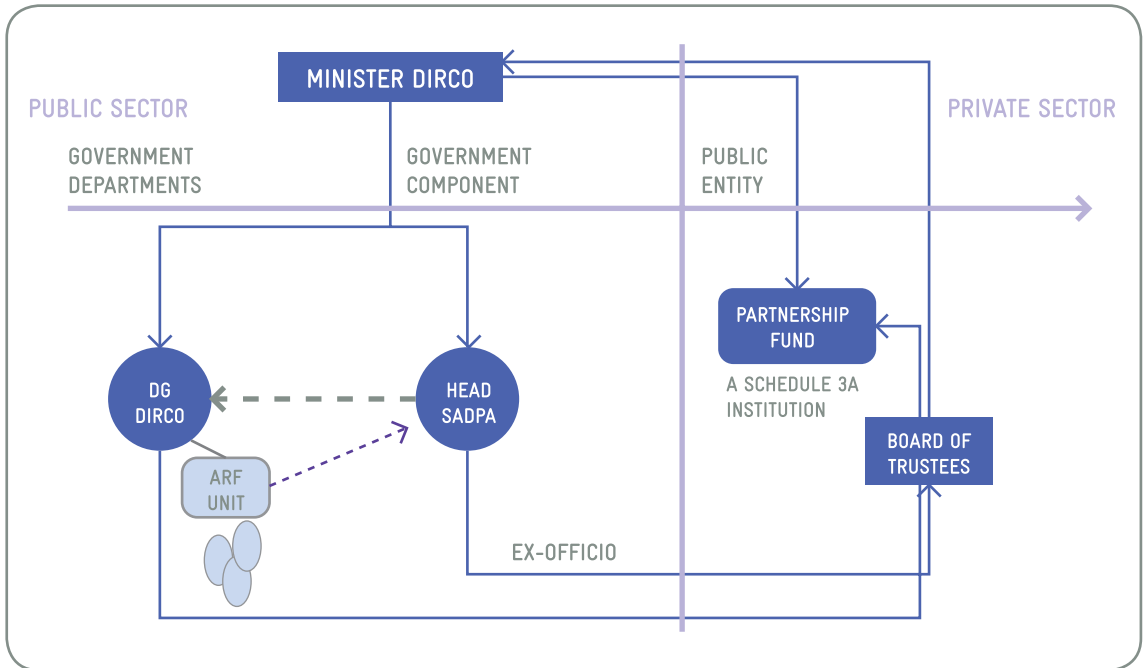 MINISTER DIRCO
PUBLIC SECTOR
PRIVATE SECTOR
GOVERNMENT
DEPARTMENTS
GOVERNMENT
COMPONENT
PUBLIC
ENTITY
PARTNERSHIP
FUND
A SCHEDULE 3A
INSTITUTION
DG
DIRCO
HEAD
SADPA
BOARD OF
TRUSTEES
ARF
UNIT
EX-OFFICIO